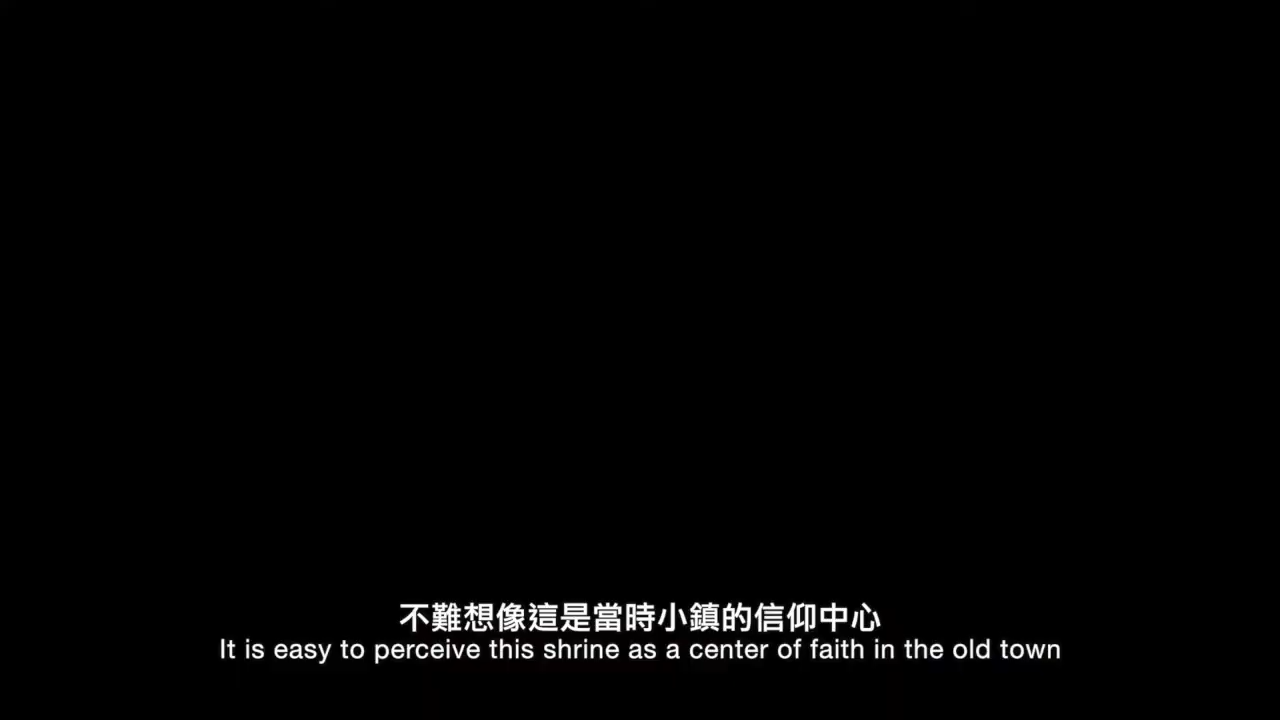 不難想像這是當時小鎮的信仰中心
It is easy to perceive this shrine as a center of faith in the old town